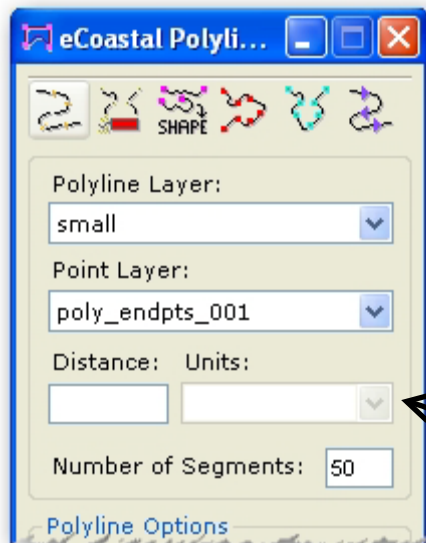 eCoastal Polyli...
SHAPE
Polyline Layer:
small
Point Layer:
poly_endpts_001
Distance: Units:
Number of Segments: 50
Polyline Options